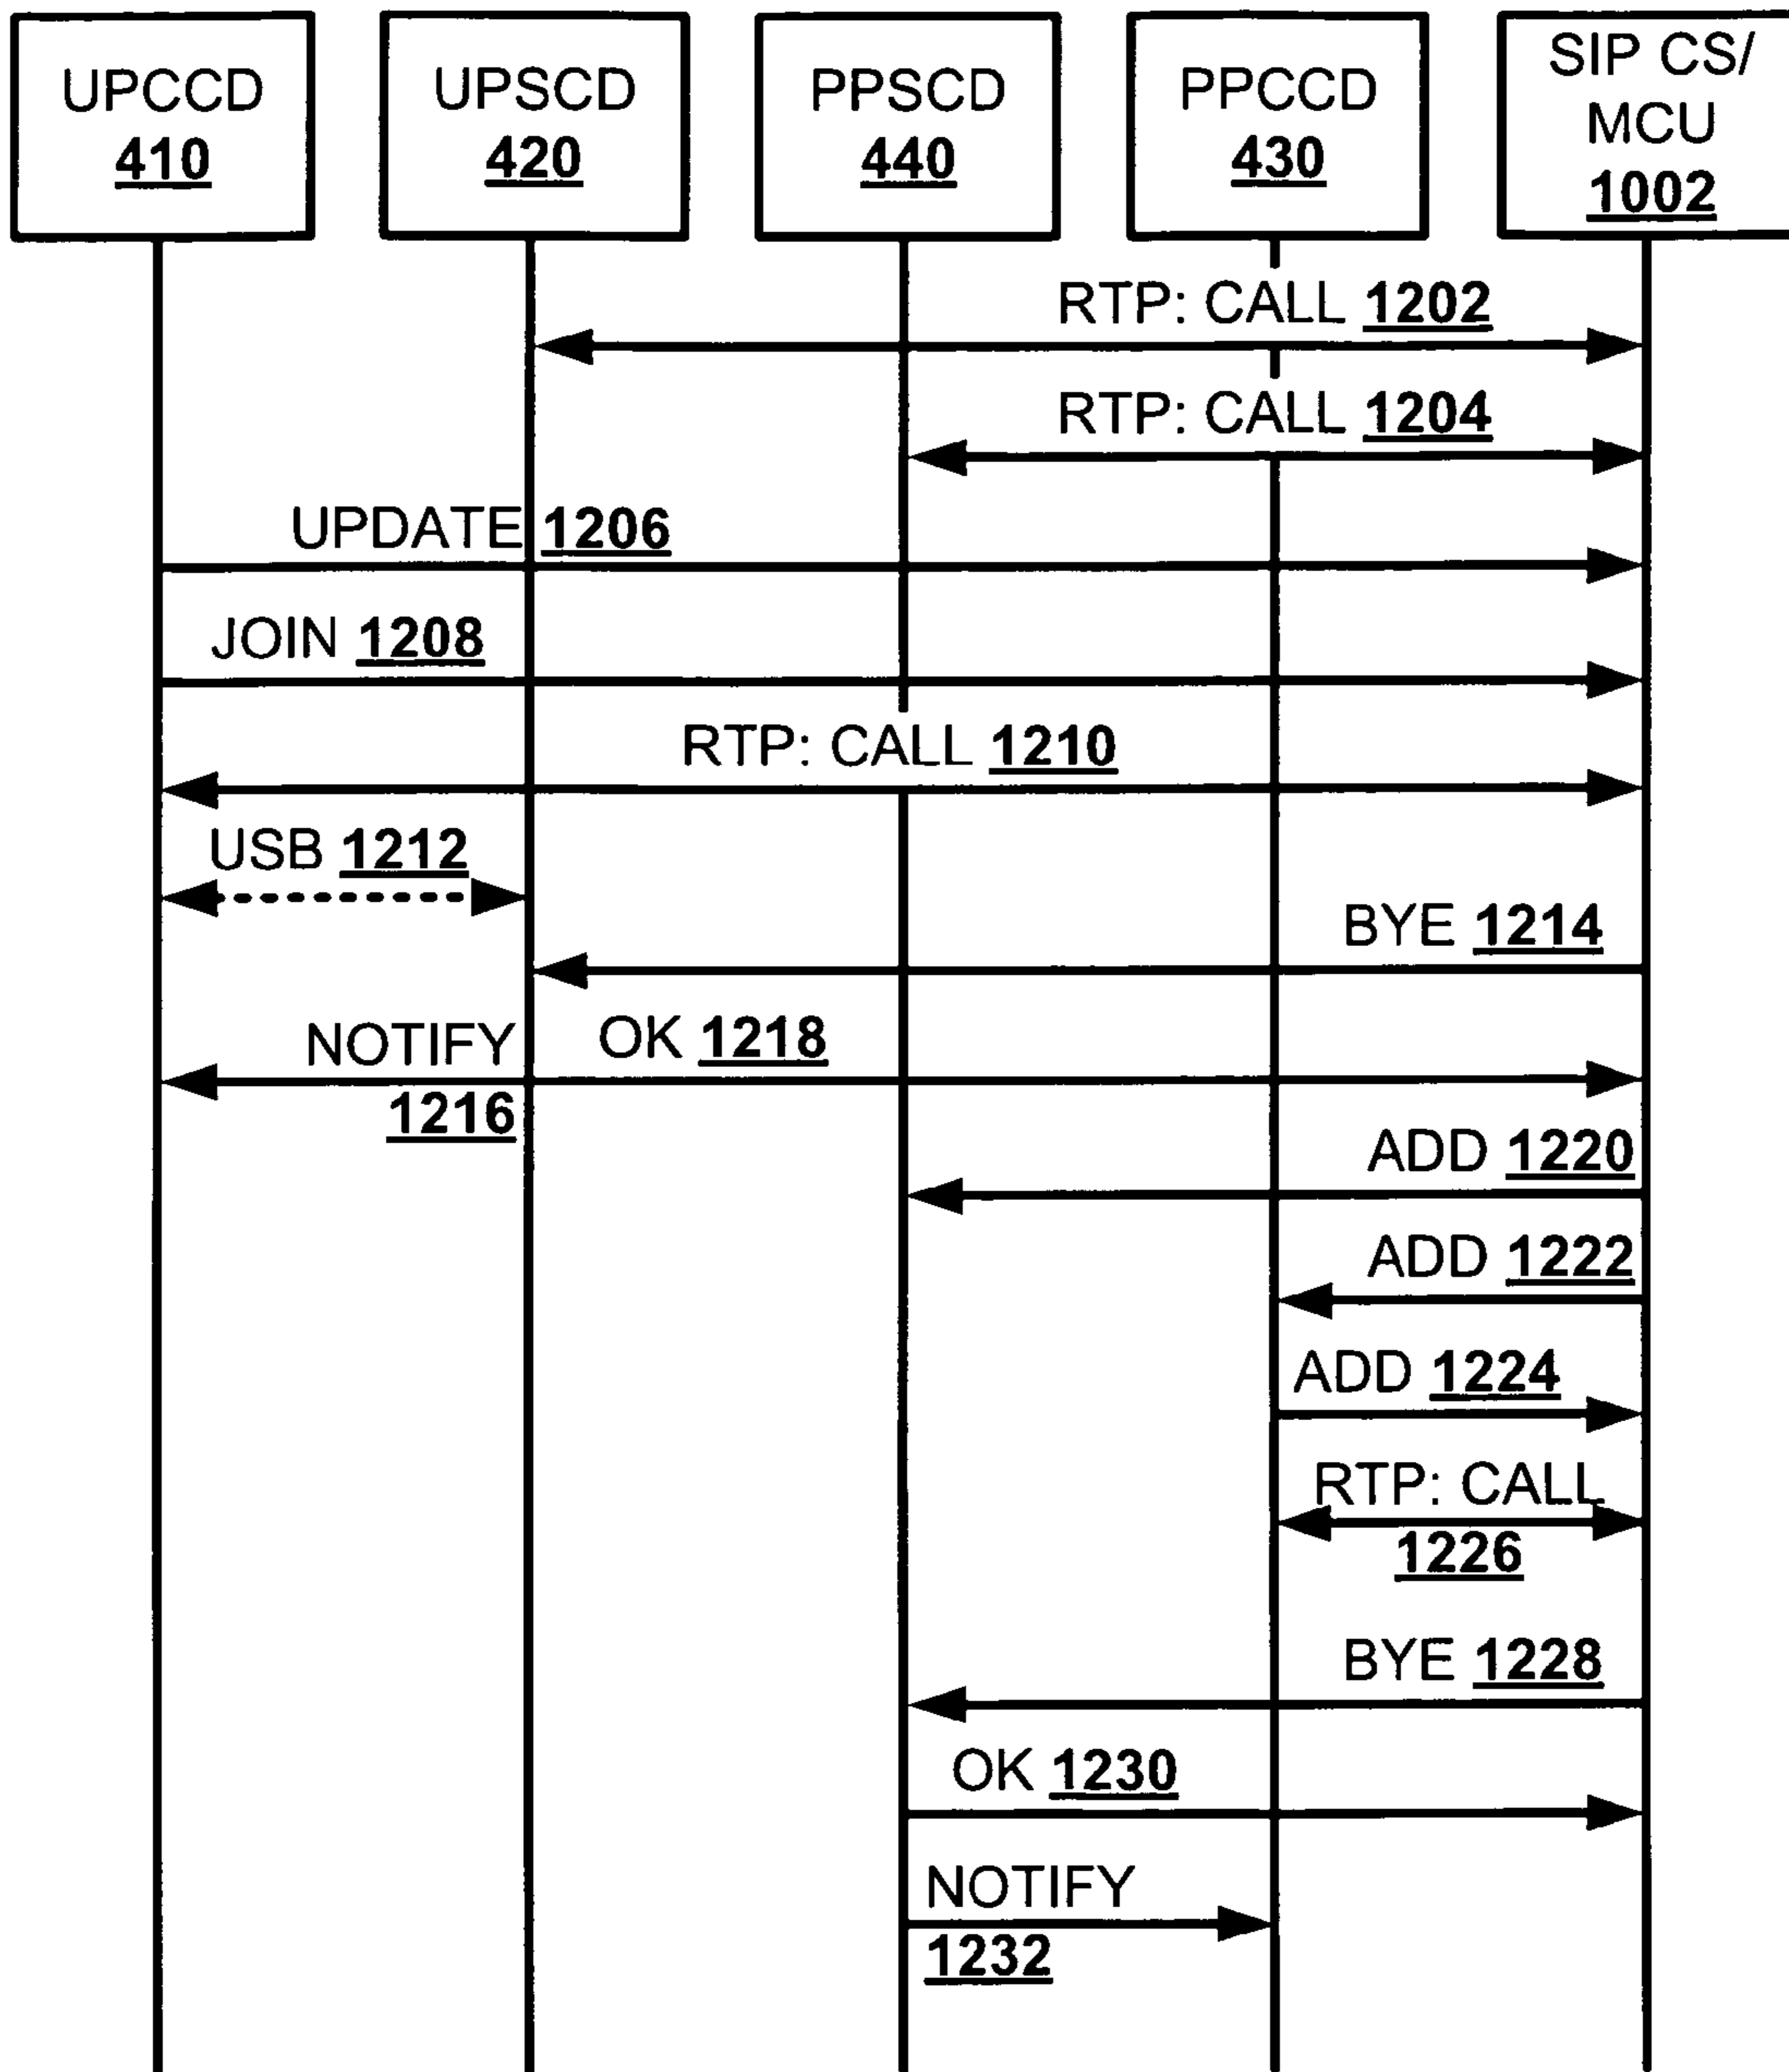 UPCCD
410
UPSCD
420
PPSCD
440
PPCCD
430
SIP CS/
MCU
1002
RTP: CALL 1202
RTP: CALL 1204
UPDATE 1206
JOIN 1208
RTP: CALL 1210
USB 1212
BYE 1214
NOTIFY
1216
OK 1218
ADD 1220
ADD 1222
ADD 1224
RTP: CALL
1226
BYE 1228
OK 1230
NOTIFY
1232